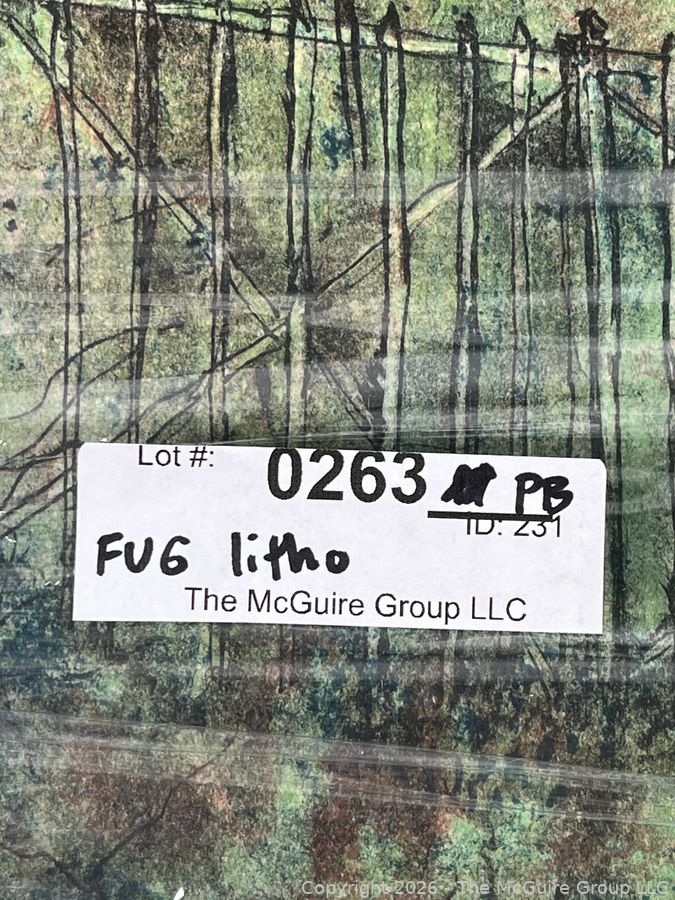 Lot #: 0263 PB
ID: 231
FUG litho
The McGuire Group LLC
Copyright 2026 - The McGuire Group LLC